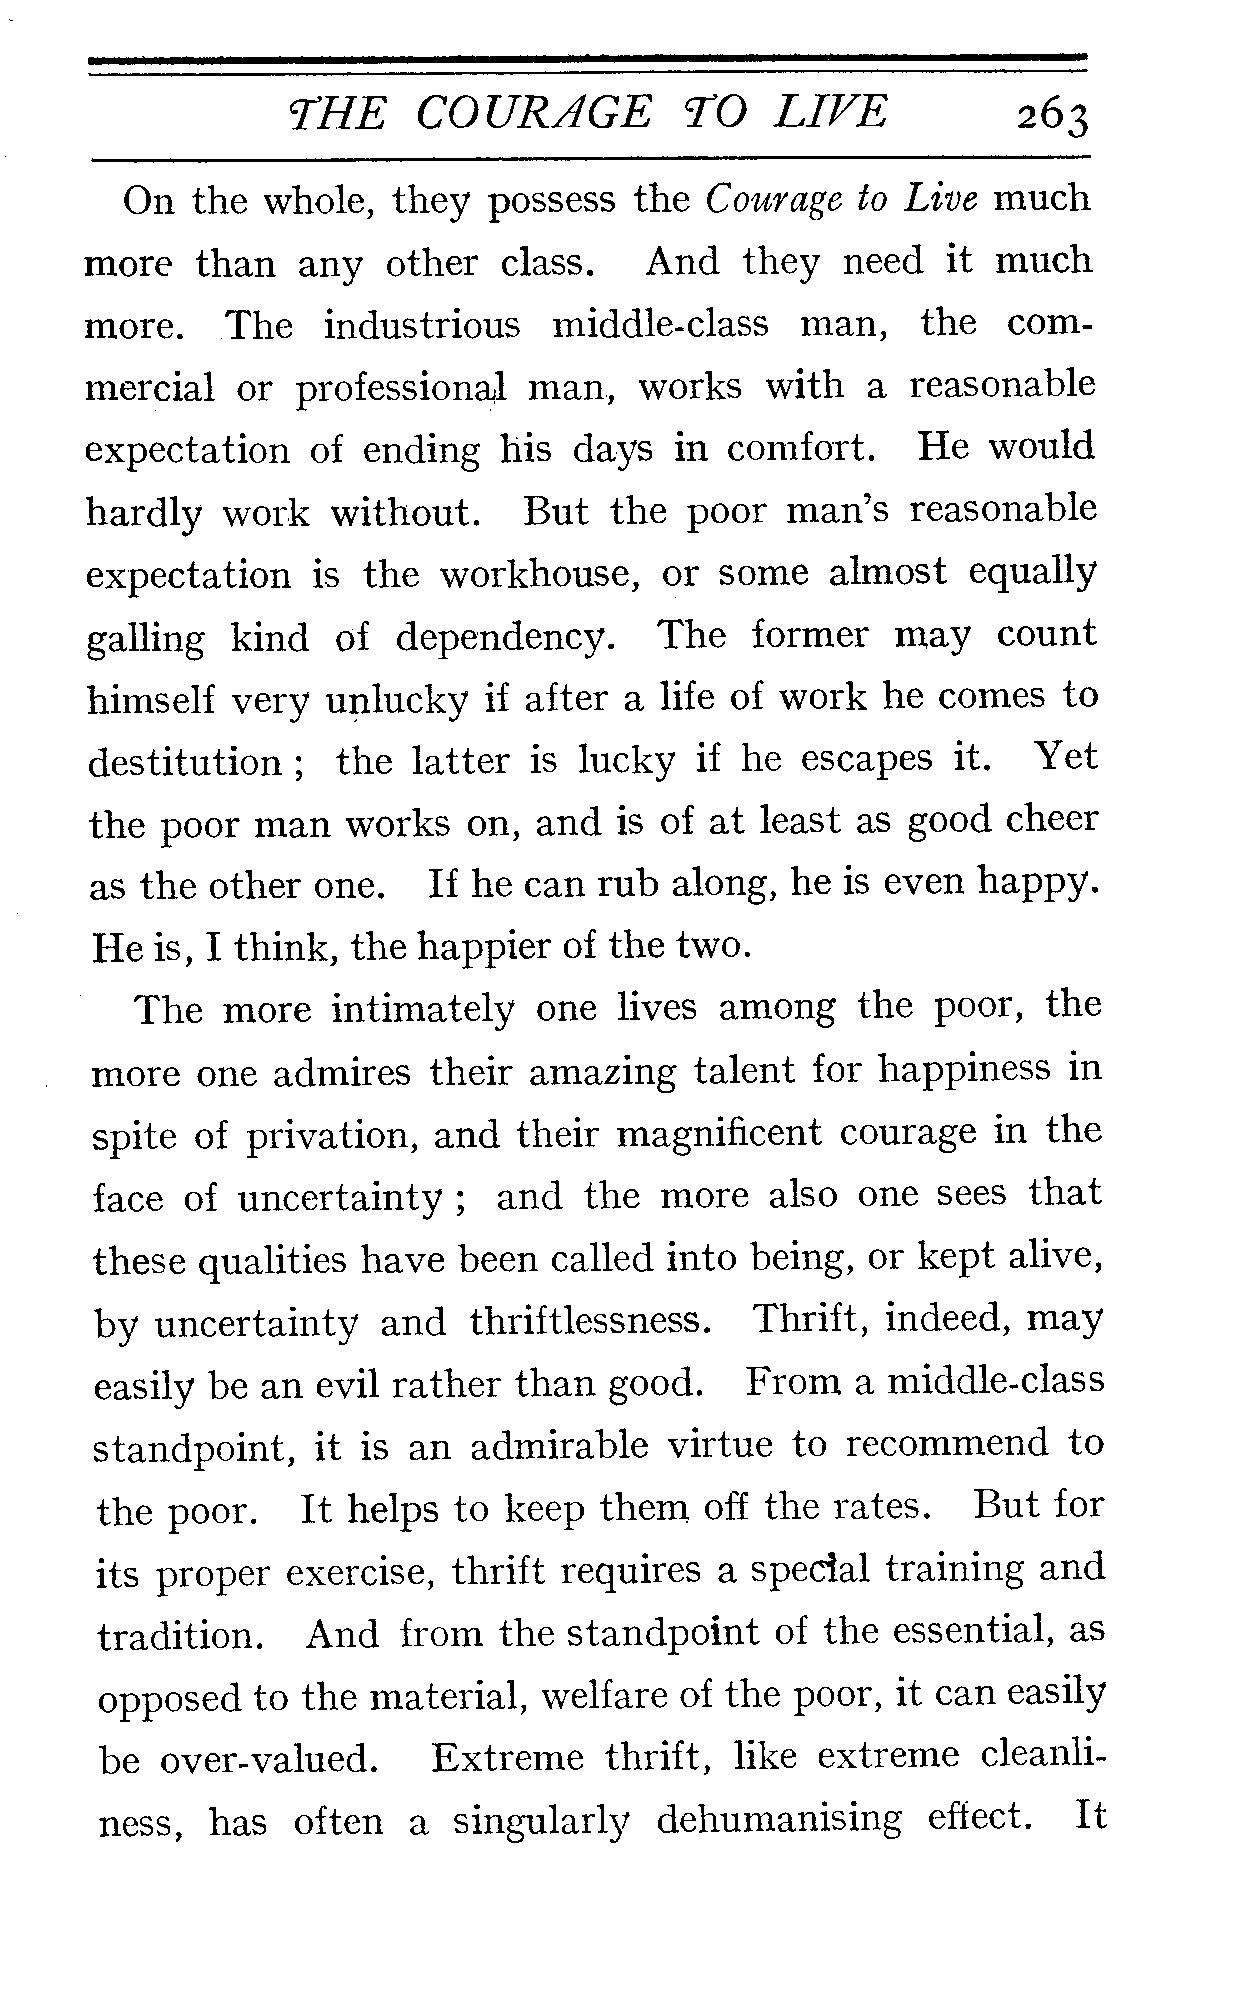 THE COURAGE TO LIVE 263
On the whole, they possess the Courage to Live much
more than any other class. And they need it much
more. The industrious middle-class man, the com-
mercial or professional man, works with a reasonable
expectation of ending his days in comfort. He would
hardly work without. But the poor man's reasonable
expectation is the workhouse, or some almost equally
galling kind of dependency. The former may count
himself very unlucky if after a life of work he comes to
destitution ; the latter is lucky if he escapes it. Yet
the poor man works on, and is of at least as good cheer
as the other one. If he can rub along, he is even happy.
He is, I think, the happier of the two.
The more intimately one lives among the poor, the
more one admires their amazing talent for happiness in
spite of privation, and their magnificent courage in the
face of uncertainty ; and the more also one sees that
these qualities have been called into being, or kept alive,
by uncertainty and thriftlessness. Thrift, indeed, may
easily be an evil rather than good. From a middle-class
standpoint, it is an admirable virtue to recommend to
the poor. It helps to keep them off the rates. But for
its proper exercise, thrift requires a special training and
tradition. And from the standpoint of the essential, as
opposed to the material, welfare of the poor, it can easily
be over-valued. Extreme thrift, like extreme cleanli-
ness, has often a singularly dehumanising effect. It